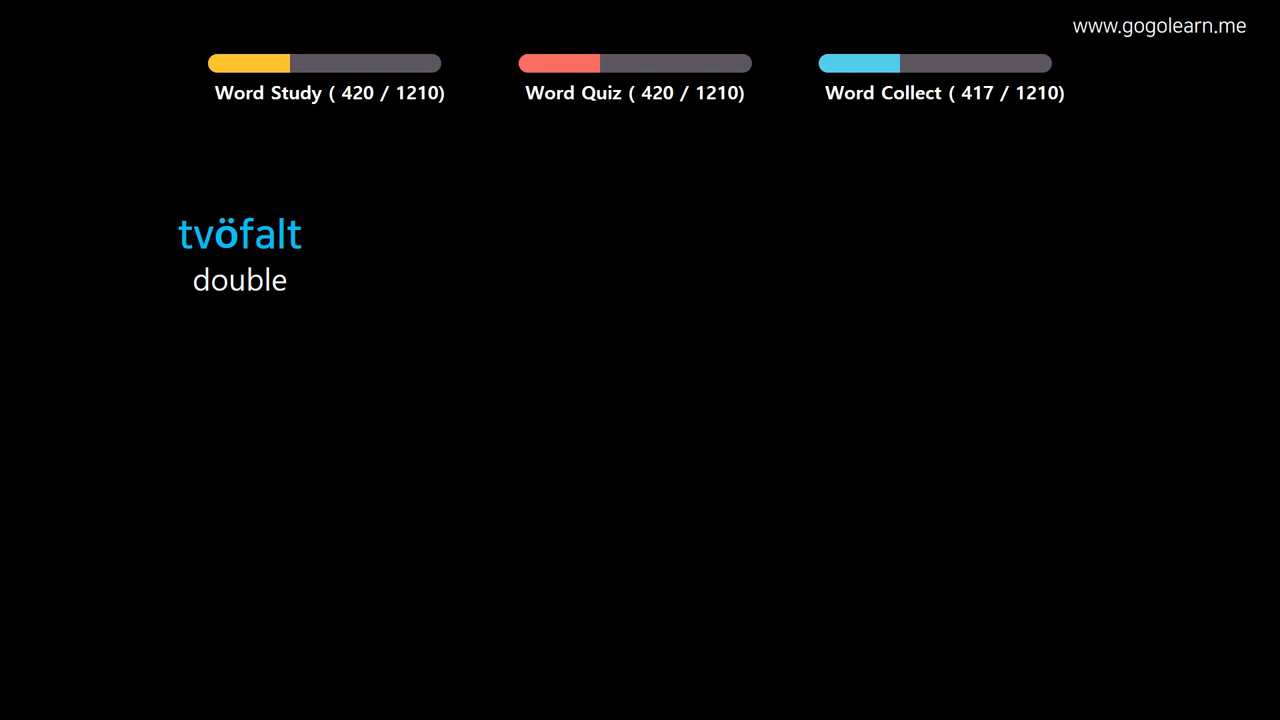 www.gogolearn.me
Word Study ( 420 / 1210)
Word Quiz ( 420 / 1210)
Word Collect ( 417 / 1210)
tvöfalt
double